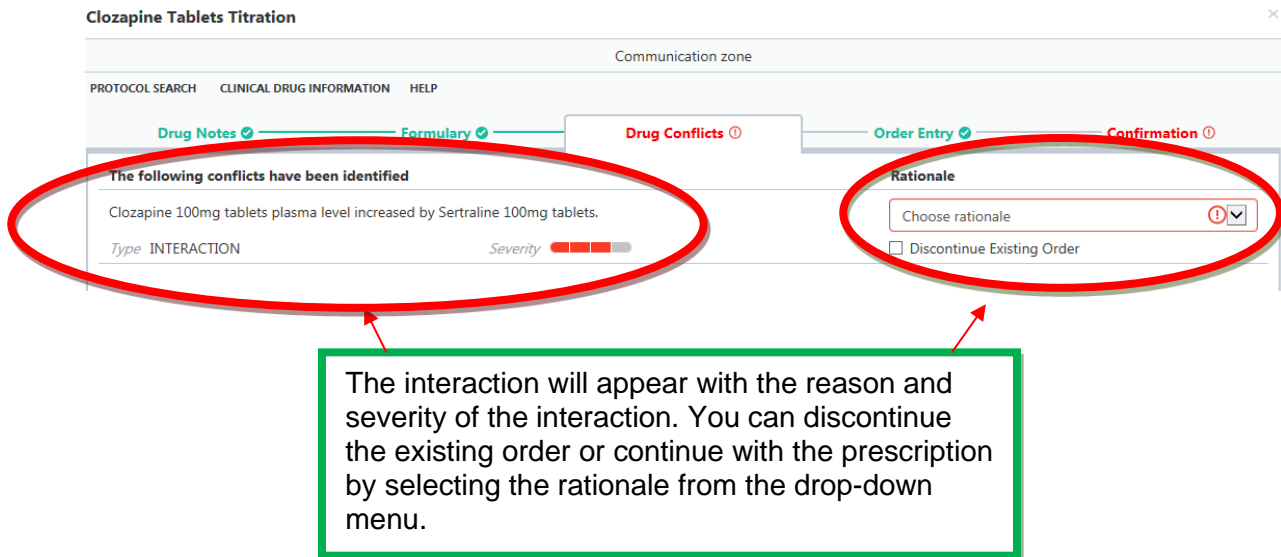 Clozapine Tablets Titration
Communication zone
PROTOCOL SEARCH CLINICAL DRUG INFORMATION HELP
Drug Notes Formulary Drug Conflicts Order Entry Confirmation
The following conflicts have been identified Rationale
Clozapine 100mg tablets plasma level increased by Sertraline 100mg tablets. Choose rationale
Type INTERACTION Severity Discontinue Existing Order
The interaction will appear with the reason and
severity of the interaction. You can discontinue
the existing order or continue with the prescription
by selecting the rationale from the drop-down
menu.